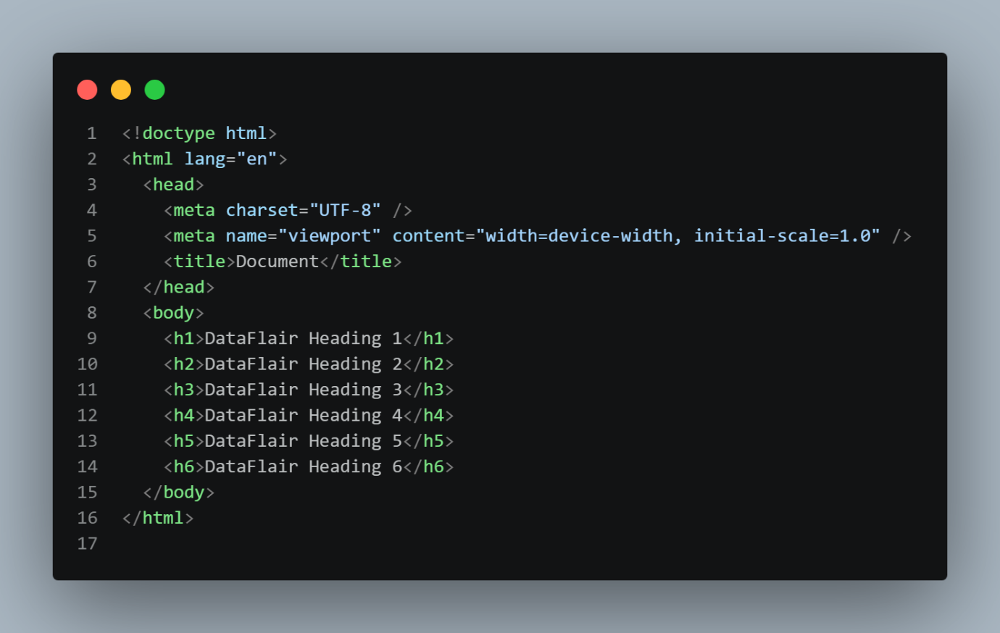 1 <!doctype html>
2 <html lang="en">
3   <head>
4     <meta charset="UTF-8" />
5     <meta name="viewport" content="width=device-width, initial-scale=1.0" />
6     <title>Document</title>
7   </head>
8   <body>
9     <h1>DataFlair Heading 1</h1>
10     <h2>DataFlair Heading 2</h2>
11     <h3>DataFlair Heading 3</h3>
12     <h4>DataFlair Heading 4</h4>
13     <h5>DataFlair Heading 5</h5>
14     <h6>DataFlair Heading 6</h6>
15   </body>
16 </html>
17